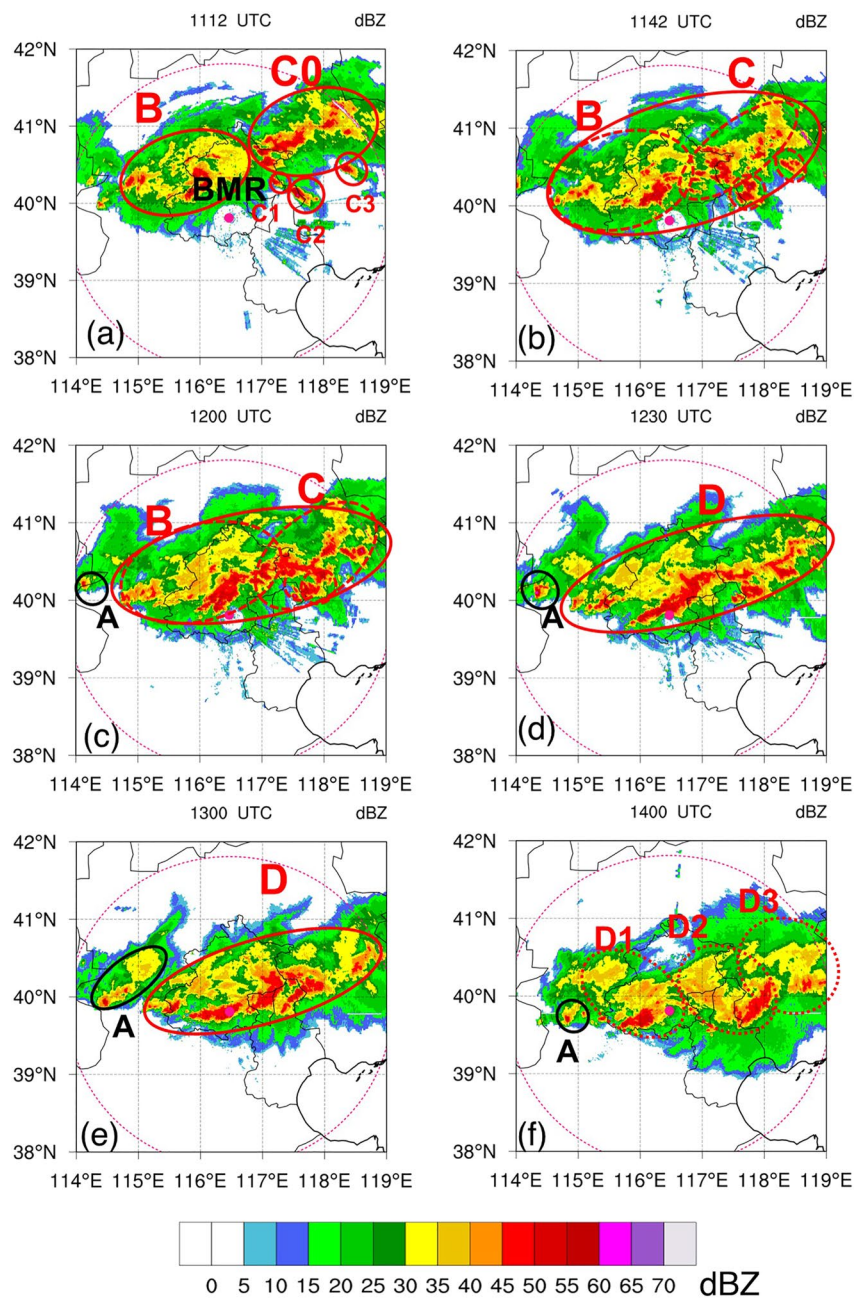 1112 UTC dBZ
1142 UTC dBZ
42°N
41°N
40°N
39°N
38°N
B
C0
BMR
C1
C2
C3
(a)
114°E 115°E 116°E 117°E 118°E 119°E
42°N
41°N
40°N
39°N
38°N
B
C
(b)
114°E 115°E 116°E 117°E 118°E 119°E
1200 UTC dBZ
1230 UTC dBZ
42°N
41°N
40°N
39°N
38°N
B
C
A
(c)
114°E 115°E 116°E 117°E 118°E 119°E
42°N
41°N
40°N
39°N
38°N
D
A
(d)
114°E 115°E 116°E 117°E 118°E 119°E
1300 UTC dBZ
1400 UTC dBZ
42°N
41°N
40°N
39°N
38°N
D
A
(e)
114°E 115°E 116°E 117°E 118°E 119°E
42°N
41°N
40°N
39°N
38°N
D1
D2
D3
A
(f)
114°E 115°E 116°E 117°E 118°E 119°E
0 5 10 15 20 25 30 35 40 45 50 55 60 65 70 dBZ